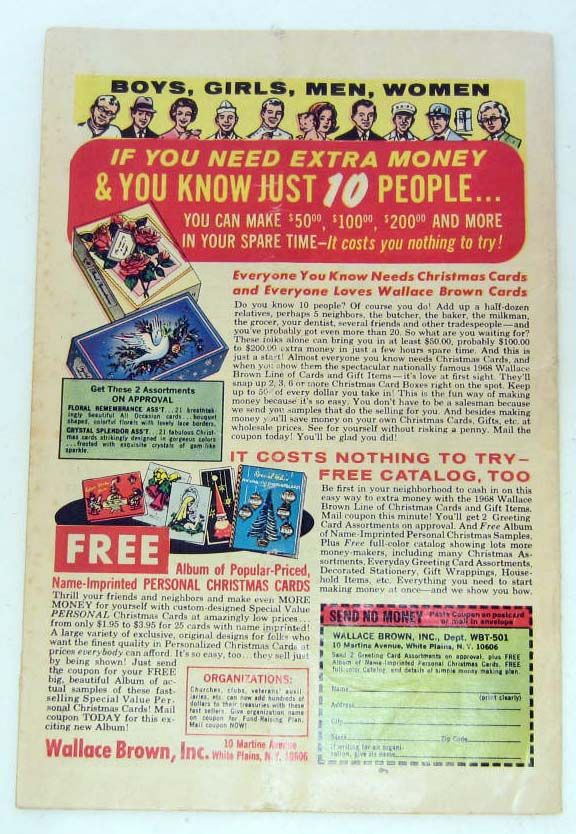 BOYS, GIRLS, MEN, WOMEN
IF YOU NEED EXTRA MONEY
& YOU KNOW JUST 10 PEOPLE...
YOU CAN MAKE $50⁰⁰, $100⁰⁰, $200⁰⁰ AND MORE
IN YOUR SPARE TIME—It costs you nothing to try!
Everyone You Know Needs Christmas Cards
and Everyone Loves Wallace Brown Cards
Do you know 10 people? Of course you do! Add up a half-dozen
relatives, perhaps 5 neighbors, the butcher, the baker, the milkman,
the grocer, your dentist, several friends and other tradespeople—and
you've probably got even more than 20. So what are you waiting for?
These folks alone can bring you in at least $50.00, probably $100.00
to $200.00 extra money in just a few hours spare time. And this is
just a start! Almost everyone you know needs Christmas Cards, and
when you show them the spectacular nationally famous 1968 Wallace
Brown Line of Cards and Gift Items—it's love at first sight. They'll
snap up 2, 3, 6 or more Christmas Card Boxes right on the spot. Keep
up to 50¢ of every dollar you take in! This is the fun way of making
money because it's so easy. You don't have to be a salesman because
we send you samples that do the selling for you. And besides making
money you'll save money on your own Christmas Cards, Gifts, etc. at
wholesale prices. See for yourself without risking a penny. Mail the
coupon today! You'll be glad you did!
Get These 2 Assortments
ON APPROVAL
FLORAL REMEMBRANCE ASS'T. . .21 breathtak-
ingly beautiful All Occasion cards . . . bouquet
shaped, colorful florals with lovely lace borders.
CRYSTAL SPLENDOR ASS'T. . .21 fabulous Christ-
mas cards strikingly designed in gorgeous colors
. . . frosted with exquisite crystals of gem-like
sparkle.
IT COSTS NOTHING TO TRY—
FREE CATALOG, TOO
Be first in your neighborhood to cash in on this
easy way to extra money with the 1968 Wallace
Brown Line of Christmas Cards and Gift Items.
Mail coupon this minute! You'll get 2 Greeting
Card Assortments on approval. And Free Album
of Name-Imprinted Personal Christmas Samples.
Plus Free full-color catalog showing lots more
money-makers, including many Christmas As-
sortments, Everyday Greeting Card Assortments,
Decorated Stationery, Gift Wrappings, House-
hold Items, etc. Everything you need to start
making money at once—and we show you how.
FREE
Album of Popular-Priced,
Name-Imprinted PERSONAL CHRISTMAS CARDS
Thrill your friends and neighbors and make even MORE
MONEY for yourself with custom-designed Special Value
PERSONAL Christmas Cards at amazingly low prices...
from only $1.95 to $3.95 for 25 cards with name imprinted!
A large variety of exclusive, original designs for folks who
want the finest quality in Personalized Christmas Cards at
prices everybody can afford! It's so easy, too...they sell just
by being shown! Just send
the coupon for your FREE
big, beautiful Album of ac-
tual samples of these fast-
selling Special Value Per-
sonal Christmas Cards! Mail
coupon TODAY for this ex-
citing new Album!
ORGANIZATIONS:
Churches, clubs, veterans' auxil-
iaries, etc. can now add hundreds of
dollars to their treasuries with these
fast sellers. Give organization name
on coupon for Fund-Raising Plan.
Mail coupon NOW!
Wallace Brown, Inc. 10 Martine Avenue
White Plains, N.Y. 10606
SEND NO MONEY Paste Coupon on postcard
or mail in envelope
WALLACE BROWN, INC., Dept. WBT-501
10 Martine Avenue, White Plains, N. Y. 10606
Send 2 Greeting Card Assortments on approval, plus FREE
Album of Name-Imprinted Personal Christmas Cards, FREE
full-color Catalog, and details of simple money making plan.
Name
(print clearly)
Address
City
State Zip Code
If writing for an organi-
zation, give its name